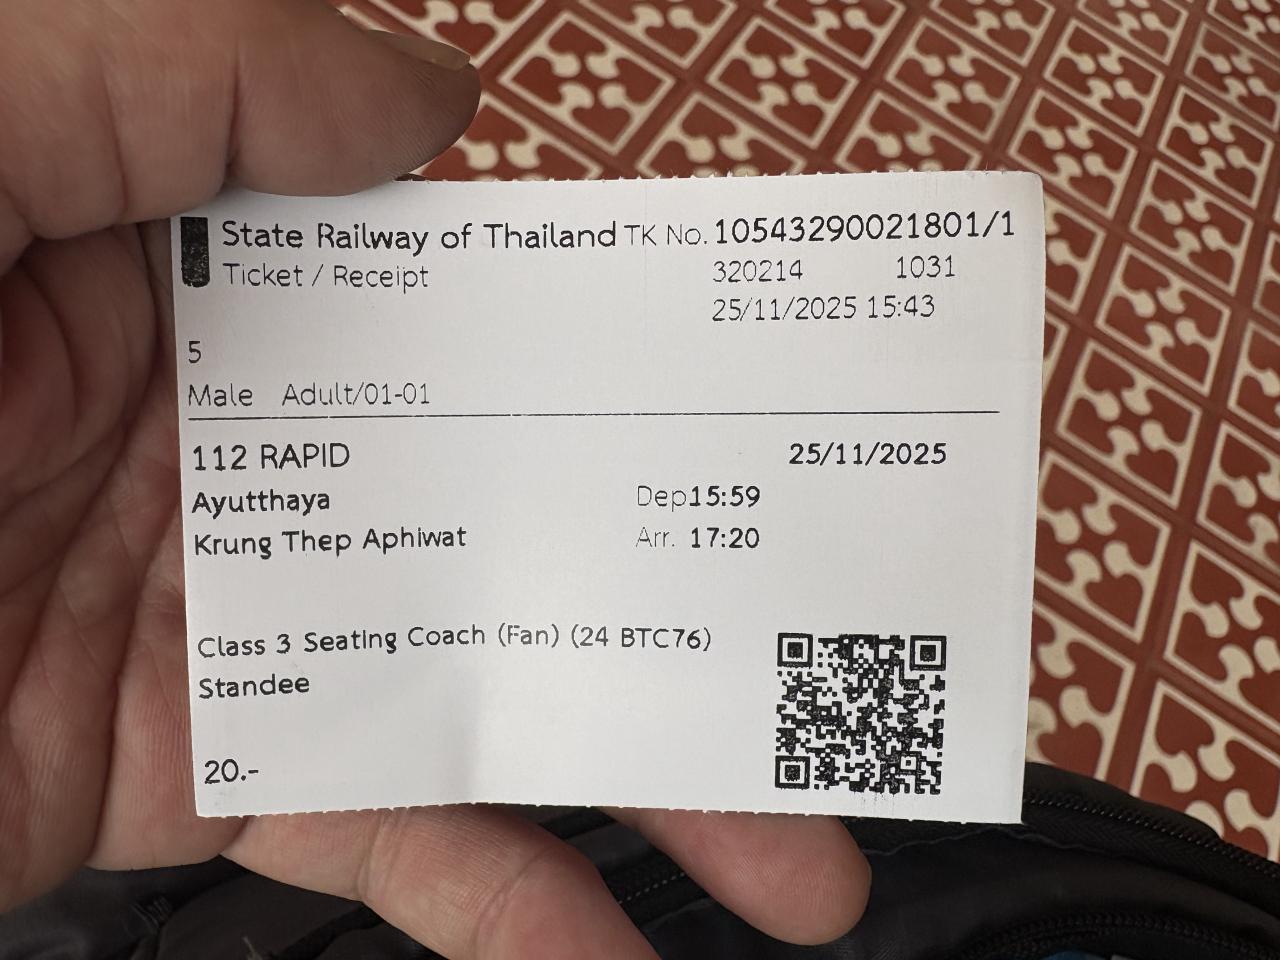 State Railway of Thailand TK No. 10543290021801/1
Ticket / Receipt 320214 1031
25/11/2025 15:43
5
Male Adult/01-01
112 RAPID 25/11/2025
Ayutthaya Dep15:59
Krung Thep Aphiwat Arr. 17:20
Class 3 Seating Coach (Fan) (24 BTC76)
Standee
20.-